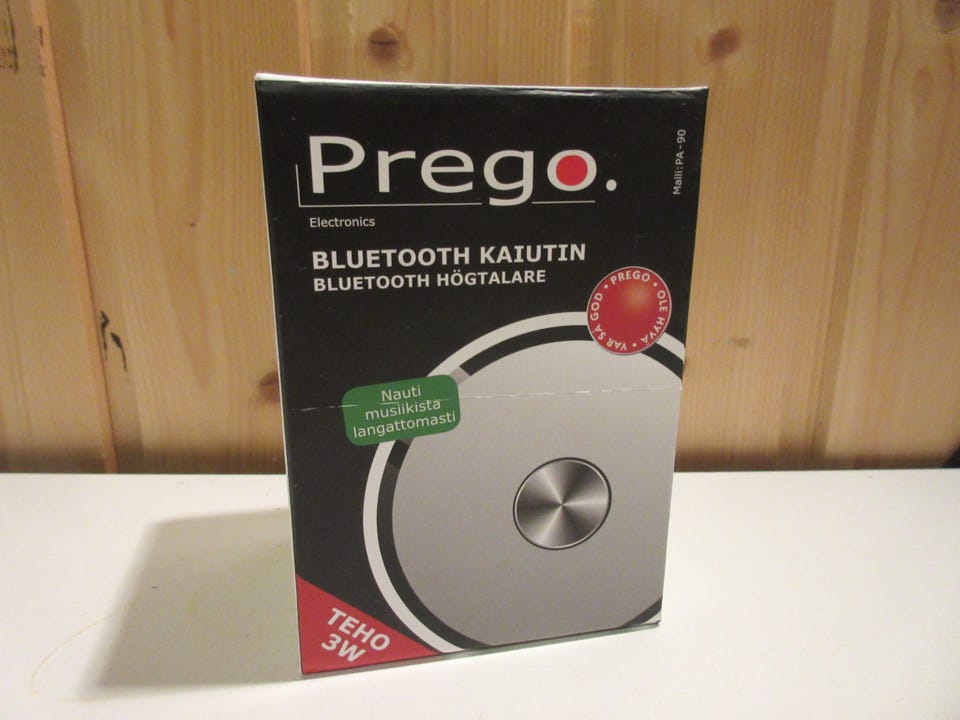 Prego.
Electronics
Malli:PA-90
BLUETOOTH KAIUTIN
BLUETOOTH HÖGTALARE
PREGO • OLE HYVÄ • VAR SÅ GOD •
Nauti
musiikista
langattomasti
TEHO
3W